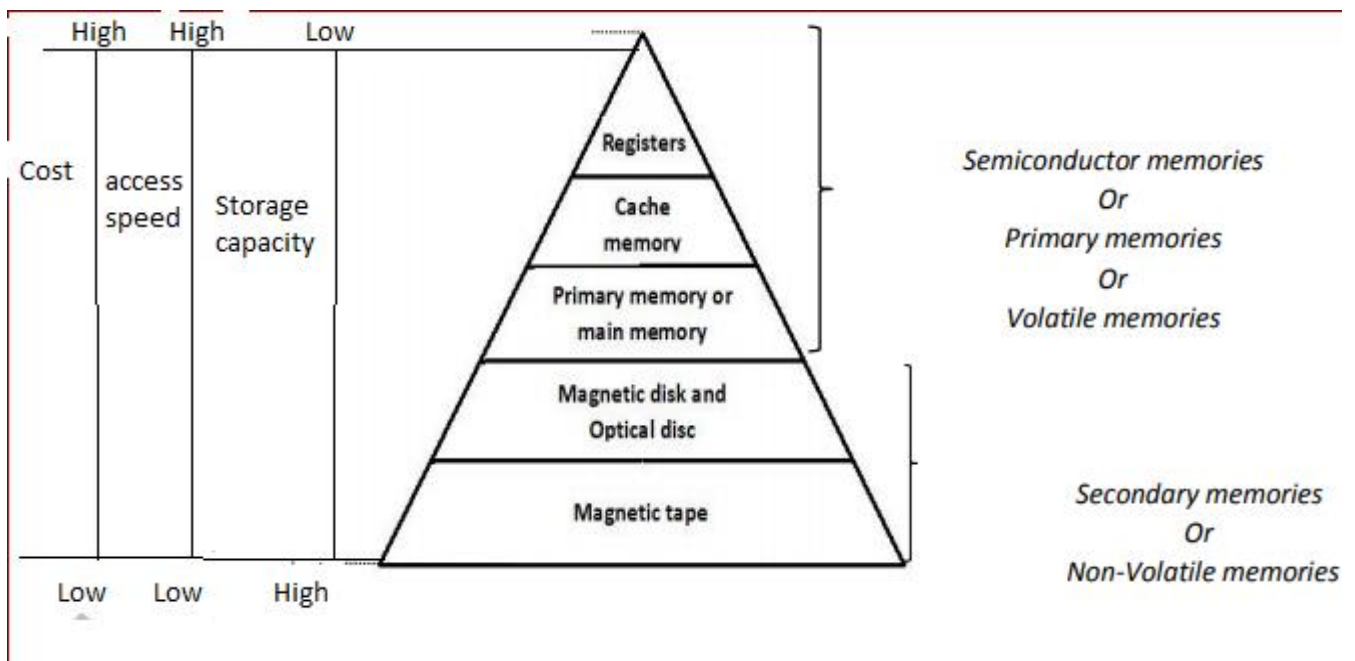 High High Low
Cost
access
speed
Storage
capacity
Low Low High
Registers
Cache
memory
Primary memory or
main memory
Magnetic disk and
Optical disc
Magnetic tape
Semiconductor memories
Or
Primary memories
Or
Volatile memories
Secondary memories
Or
Non-Volatile memories